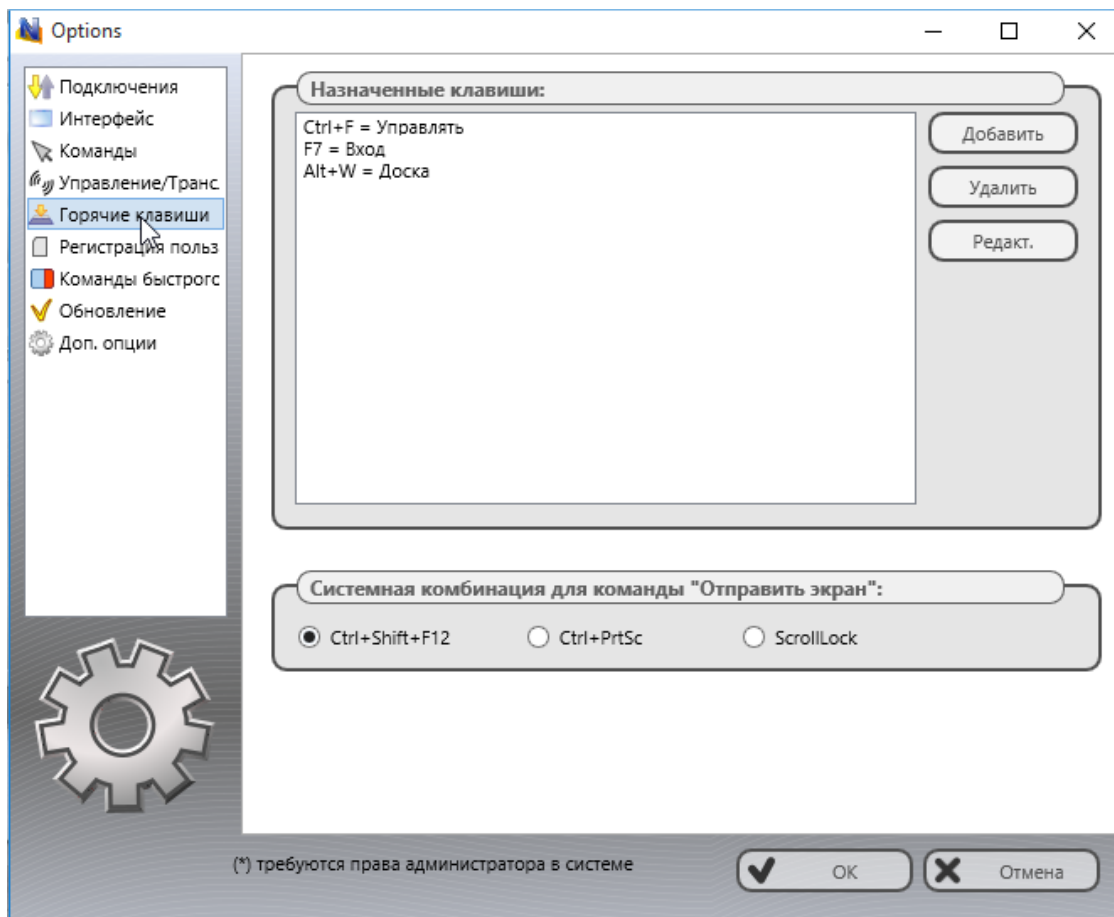 Options
Подключения
Интерфейс
Команды
Управление/Транс
Горячие клавиши
Регистрация польз
Команды быстрого
Обновление
Доп. опции
Назначенные клавиши:
Ctrl+F = Управлять
F7 = Вход
Alt+W = Доска
Добавить
Удалить
Редакт.
Системная комбинация для команды "Отправить экран":
Ctrl+Shift+F12 Ctrl+PrtSc ScrollLock
(*) требуются права администратора в системе
OK Отмена